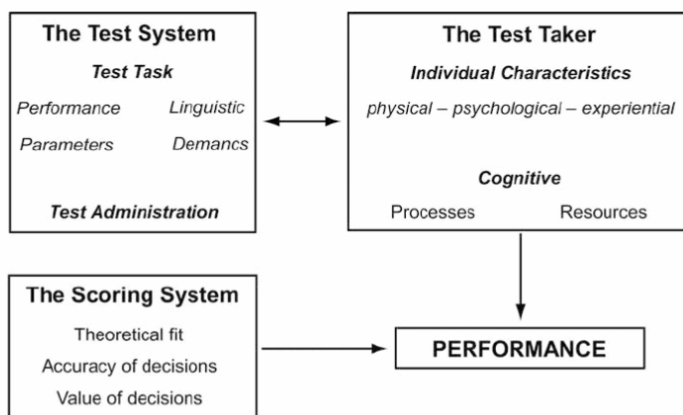 The Test System
Test Task
Performance Linguistic
Parameters Demancs
Test Administration
The Test Taker
Individual Characteristics
physical – psychological – experiential
Cognitive
Processes Resources
The Scoring System
Theoretical fit
Accuracy of decisions
Value of decisions
PERFORMANCE